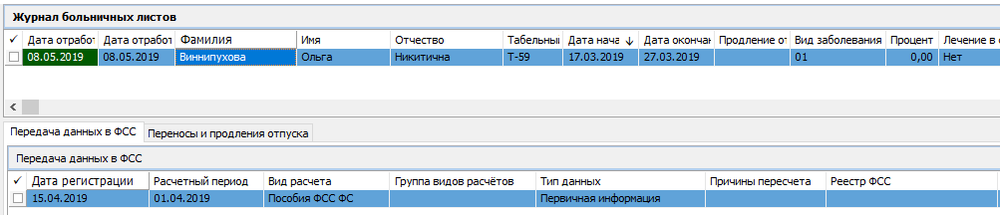 Журнал больничных листов
✓ Дата отработ Дата отработ Фамилия Имя Отчество Табельны Дата нача ↓ Дата окончан Продление от Вид заболевания Процент Лечение в с
08.05.2019 08.05.2019 Виннипухова Ольга Никитична Т-59 17.03.2019 27.03.2019 01 0,00 Нет
Передача данных в ФСС Переносы и продления отпуска
Передача данных в ФСС
✓ Дата регистрации Расчетный период Вид расчета Группа видов расчётов Тип данных Причины пересчета Реестр ФСС
15.04.2019 01.04.2019 Пособия ФСС ФС Первичная информация